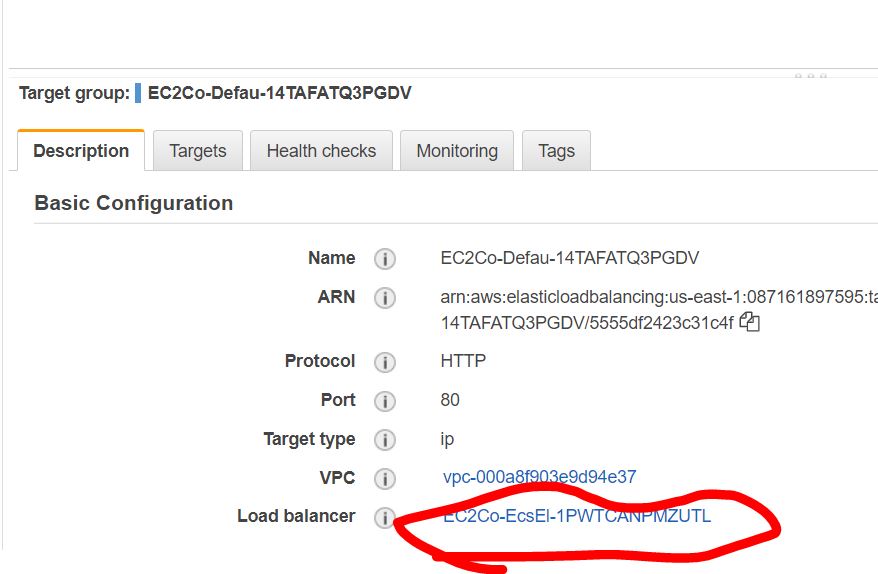 Target group: EC2Co-Defau-14TAFATQ3PGDV
Description Targets Health checks Monitoring Tags
Basic Configuration
Name EC2Co-Defau-14TAFATQ3PGDV
ARN arn:aws:elasticloadbalancing:us-east-1:087161897595:ta
14TAFATQ3PGDV/5555df2423c31c4f
Protocol HTTP
Port 80
Target type ip
VPC vpc-000a8f903e9d94e37
Load balancer EC2Co-EcsEl-1PWTCANPMZUTL